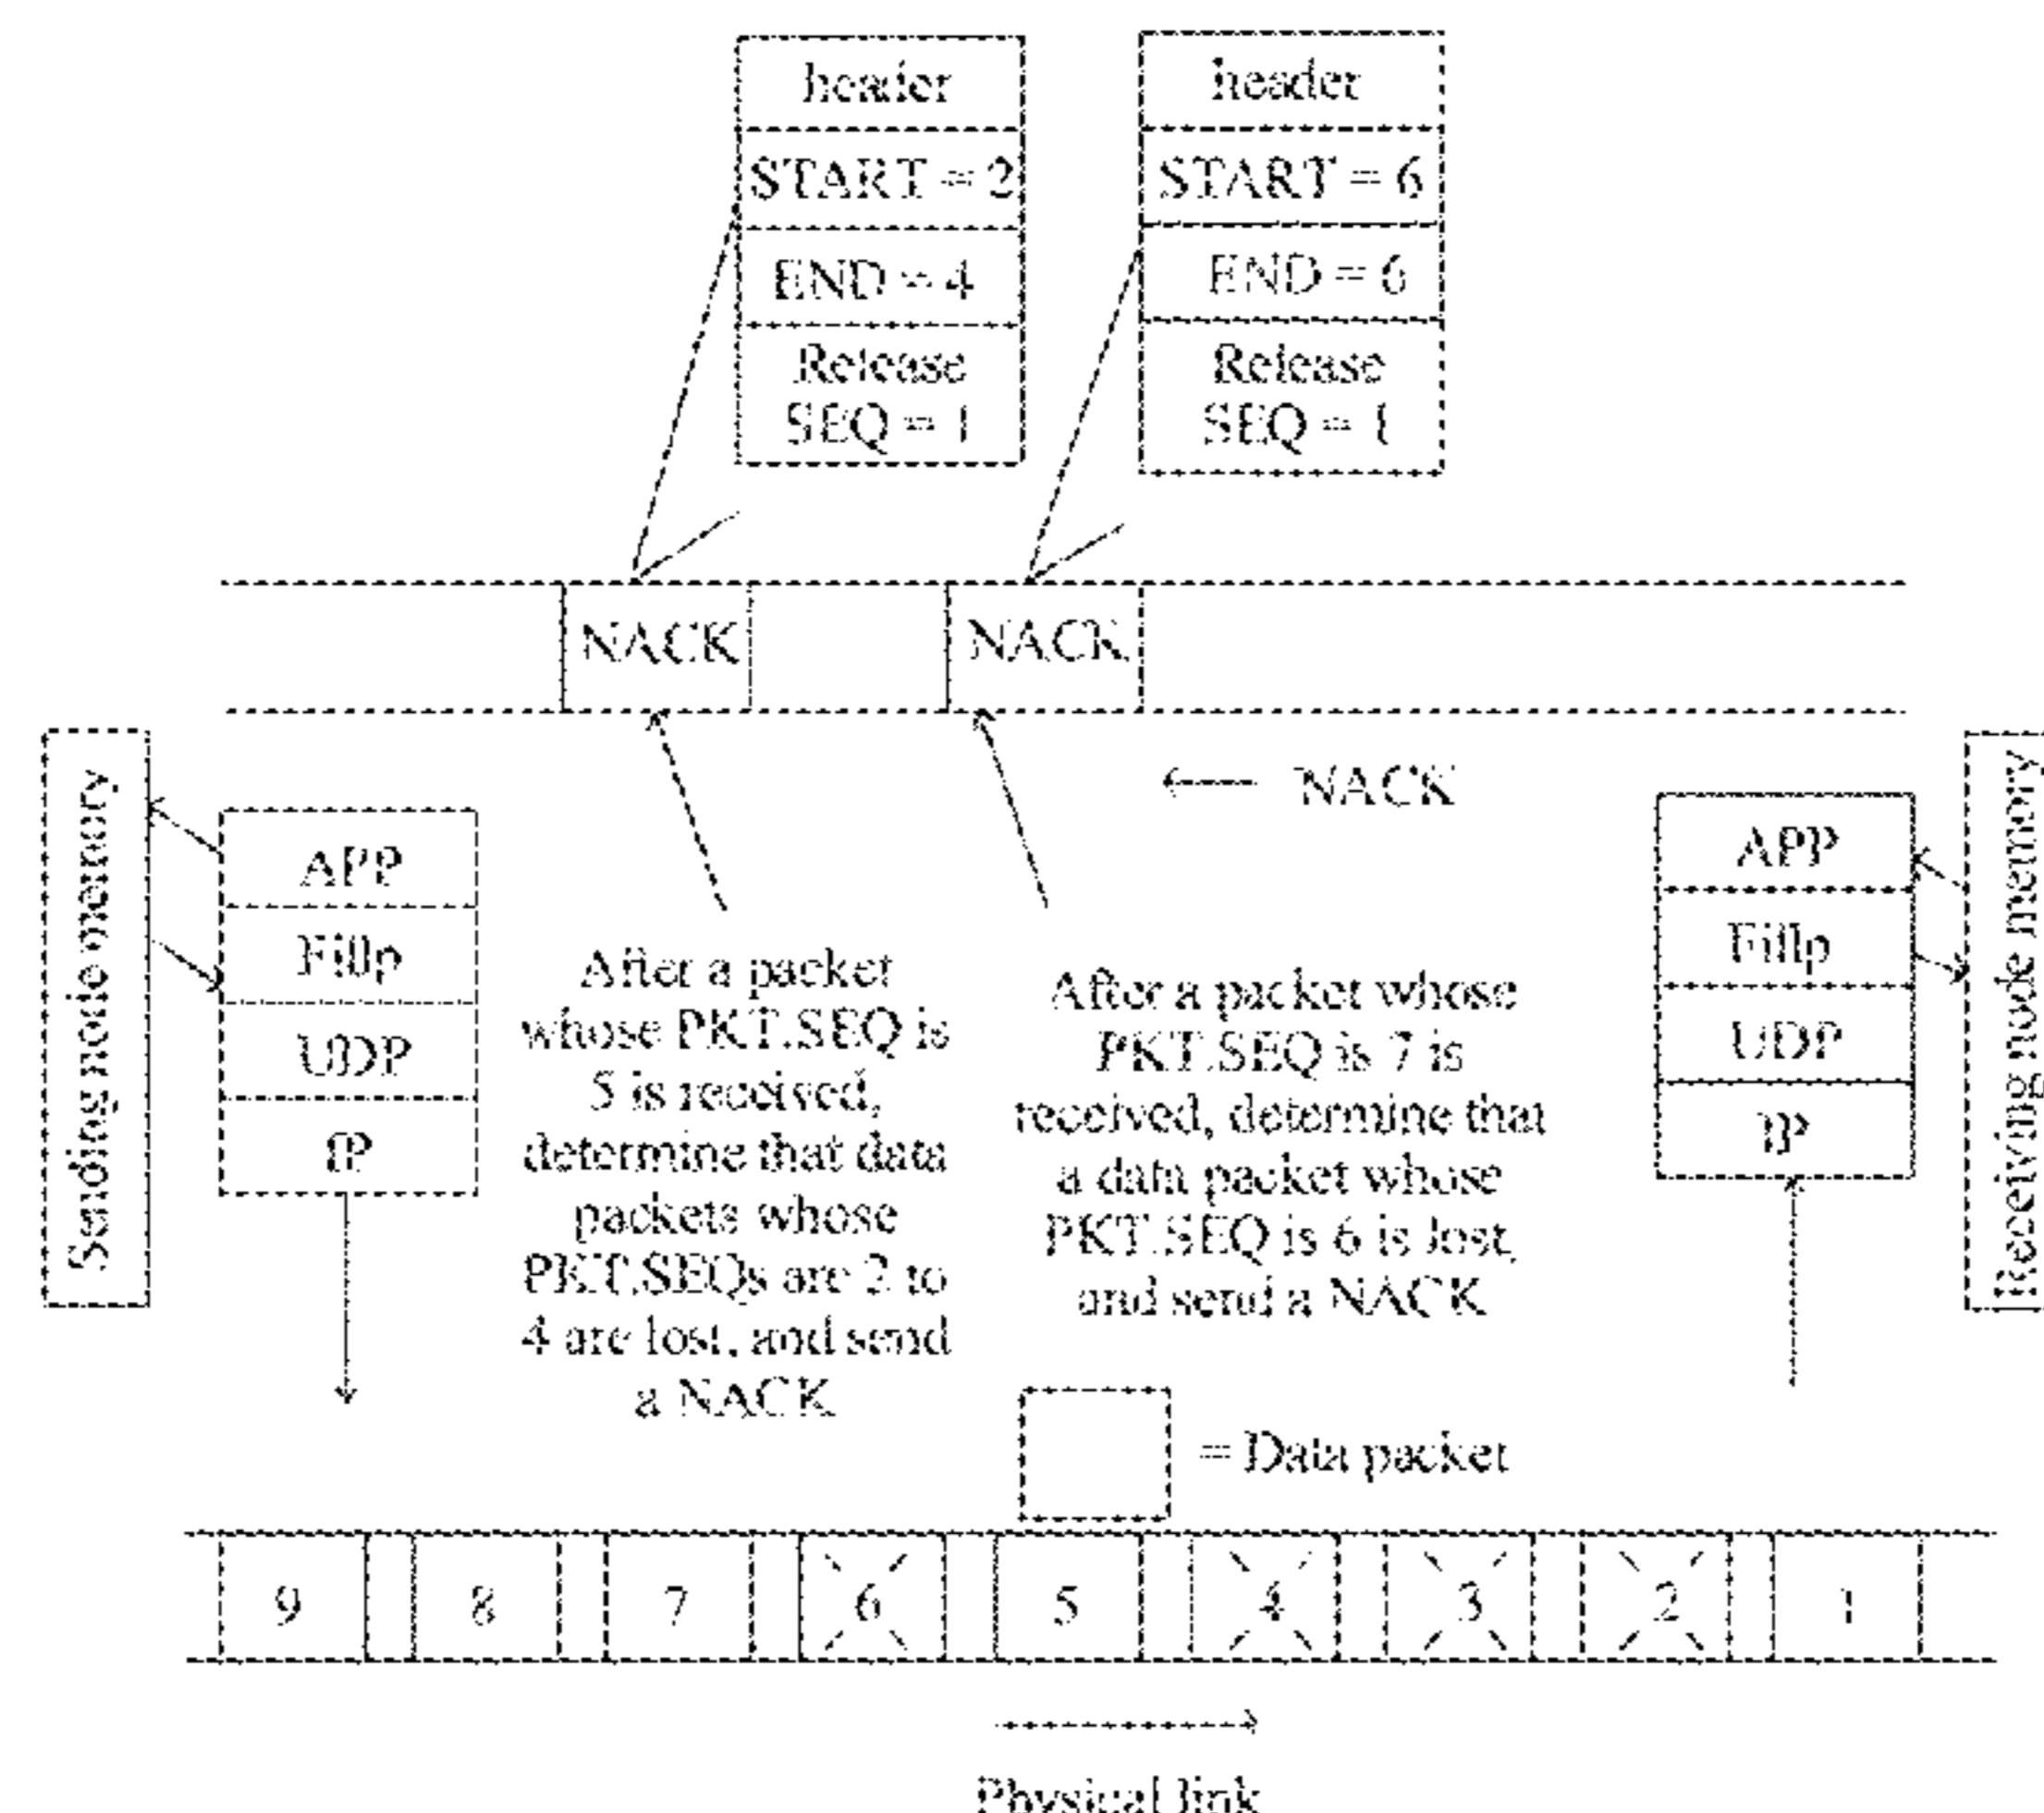 header
START = 2
END = 4
Release
SEQ = 1
header
START = 6
END = 6
Release
SEQ = 1
NACK
NACK
← NACK
Sending node memory
APP
Fillp
UDP
IP
After a packet
whose PKT.SEQ is
5 is received,
determine that data
packets whose
PKT.SEQs are 2 to
4 are lost, and send
a NACK
After a packet whose
PKT.SEQ is 7 is
received, determine that
a data packet whose
PKT.SEQ is 6 is lost,
and send a NACK
APP
Fillp
UDP
IP
Receiving node memory
= Data packet
9 8 7 6 5 4 3 2 1
Physical link